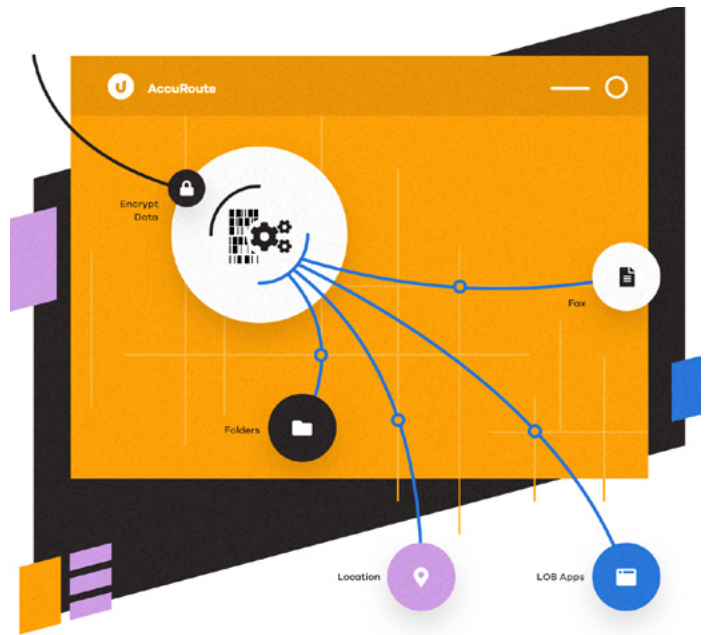 AccuRoute
Encrypt
Data
Fax
Folders
Location
LOB Apps